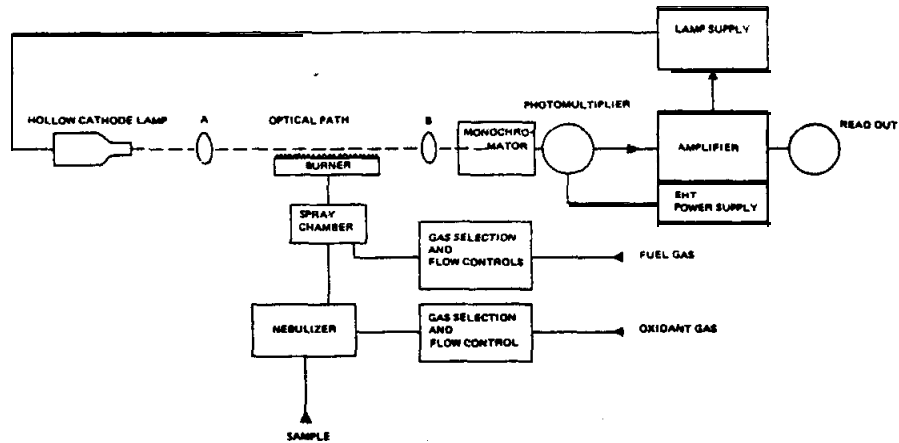 LAMP SUPPLY
PHOTOMULTIPLIER
HOLLOW CATHODE LAMP
A
OPTICAL PATH
B
MONOCHRO-
MATOR
AMPLIFIER
READ OUT
BURNER
EHT
POWER SUPPLY
SPRAY
CHAMBER
GAS SELECTION
AND
FLOW CONTROLS
FUEL GAS
NEBULIZER
GAS SELECTION
AND
FLOW CONTROL
OXIDANT GAS
SAMPLE